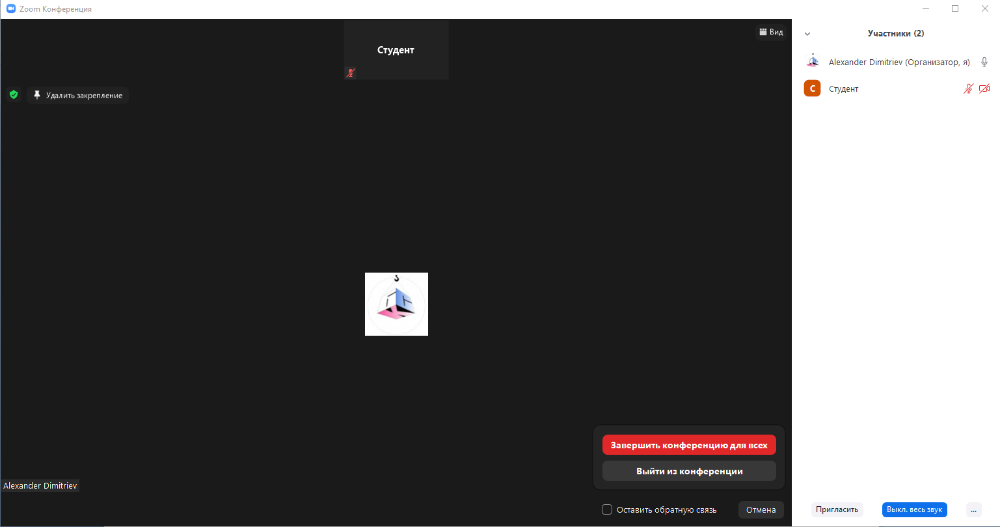 Zoom Конференция
Студент
Вид
Удалить закрепление
Участники (2)
Alexander Dimitriev (Организатор, я)
С
Студент
Завершить конференцию для всех
Выйти из конференции
Alexander Dimitriev
Оставить обратную связь
Отмена
Пригласить
Выкл. весь звук
...